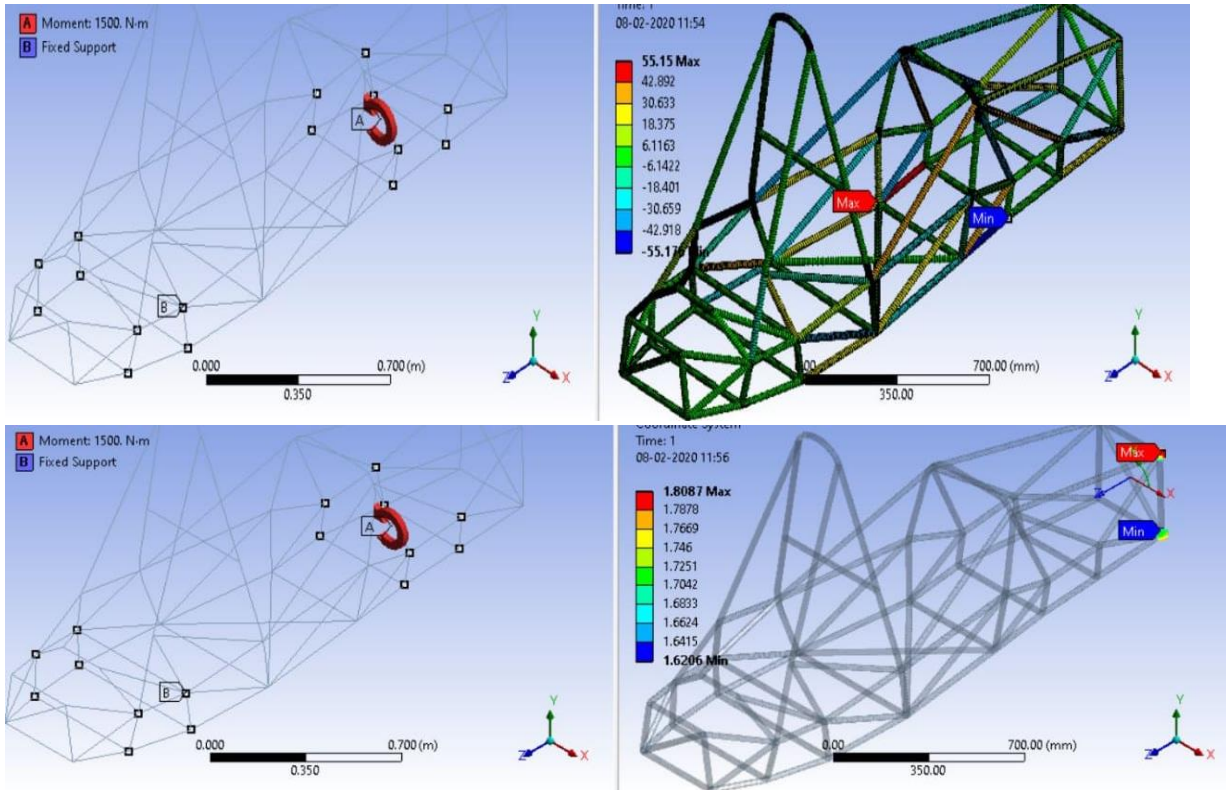 A Moment: 1500. N·m
B Fixed Support
A
B
0.000
0.700 (m)
0.350
Y
Z
X
Time: 1
08-02-2020 11:54
55.15 Max
42.892
30.633
18.375
6.1163
-6.1422
-18.401
-30.659
-42.918
Max
Min
700.00 (mm)
350.00
Y
Z
X
A Moment: 1500. N·m
B Fixed Support
A
B
0.000
0.700 (m)
0.350
Y
Z
X
Coordinate System
Time: 1
08-02-2020 11:56
1.8087 Max
1.7878
1.7669
1.746
1.7251
1.7042
1.6833
1.6624
1.6415
1.6206 Min
Max
Y
Z
X
Min
0.00
700.00 (mm)
350.00
Y
Z
X